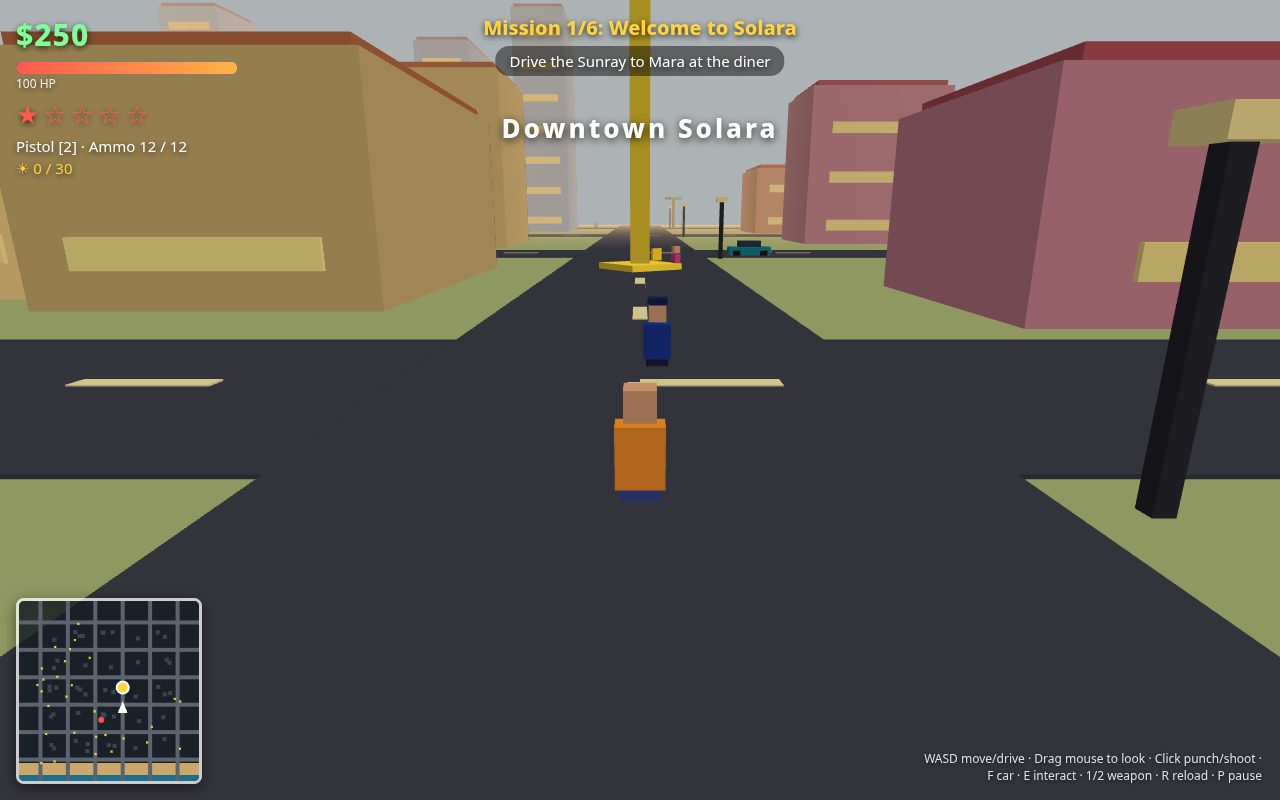 $250
Mission 1/6: Welcome to Solara
Drive the Sunray to Mara at the diner
100 HP
★☆☆☆☆
Pistol [2] · Ammo 12 / 12
☀ 0 / 30
Downtown Solara
WASD move/drive · Drag mouse to look · Click punch/shoot ·
F car · E interact · 1/2 weapon · R reload · P pause